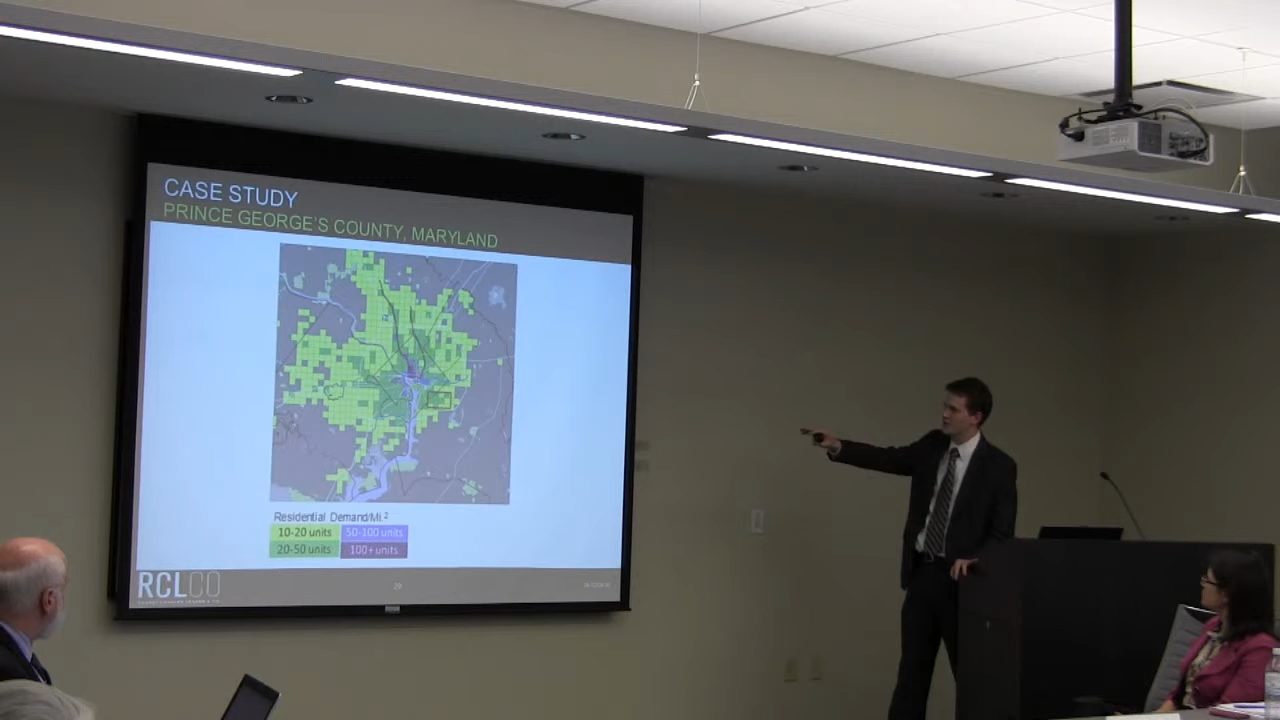 CASE STUDY
PRINCE GEORGE'S COUNTY, MARYLAND
Residential Demand/Mi.²
10-20 units 50-100 units
20-50 units 100+ units
RCLCO
29